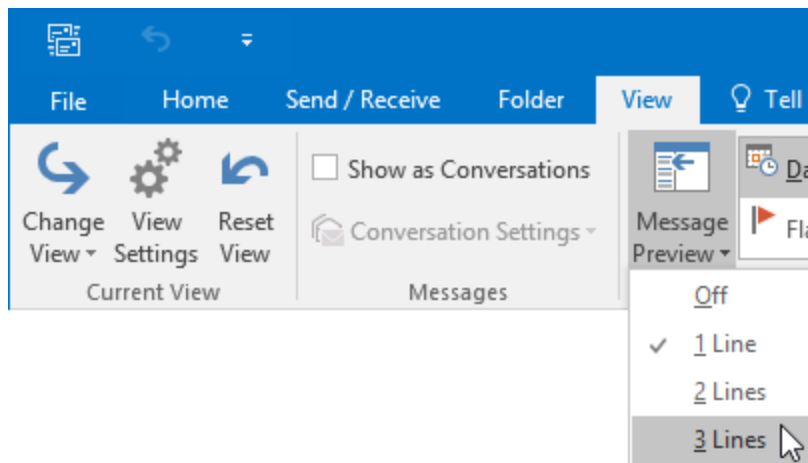 File Home Send / Receive Folder View Tell
Show as Conversations
Change View View Settings Reset View
Conversation Settings
Message Preview
Current View
Messages
Off
1 Line
2 Lines
3 Lines